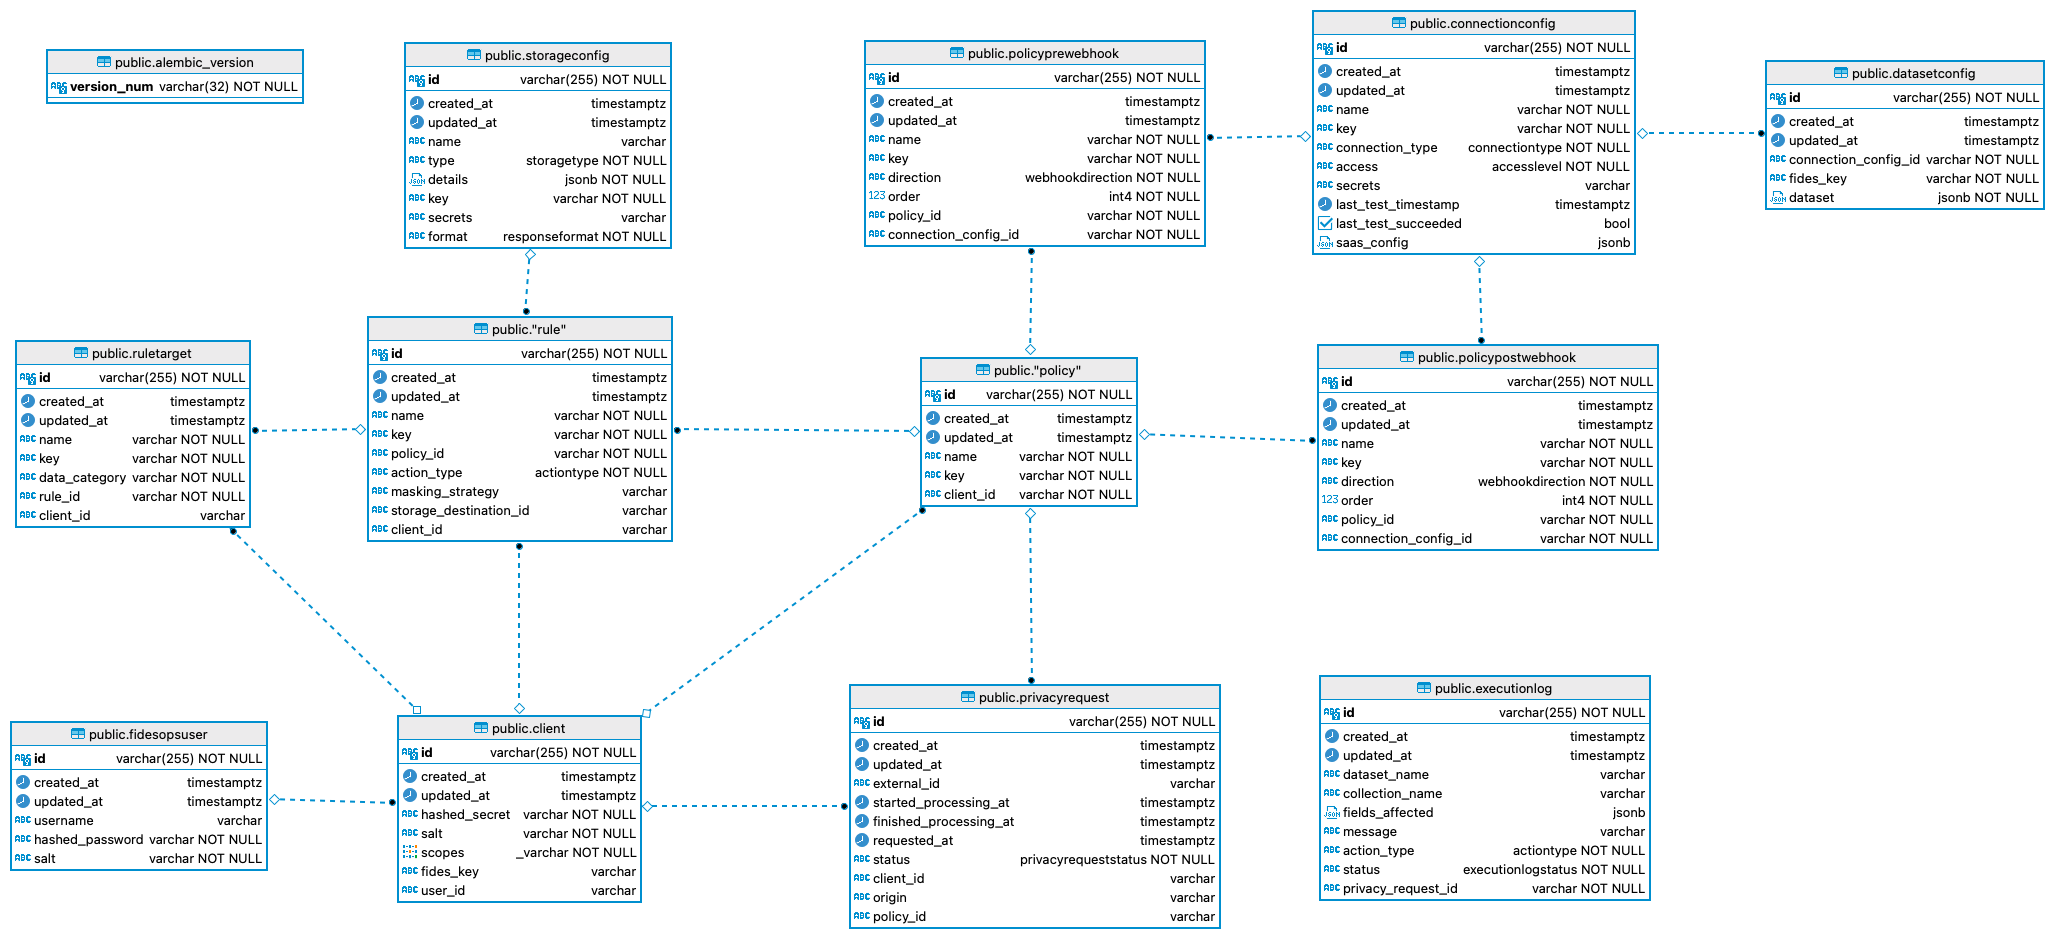 public.alembic_version
version_num varchar(32) NOT NULL
public.storageconfig
id varchar(255) NOT NULL
created_at timestamptz
updated_at timestamptz
name varchar
type storagetype NOT NULL
details jsonb NOT NULL
key varchar NOT NULL
secrets varchar
format responseformat NOT NULL
public.policyprewebhook
id varchar(255) NOT NULL
created_at timestamptz
updated_at timestamptz
name varchar NOT NULL
key varchar NOT NULL
direction webhookdirection NOT NULL
order int4 NOT NULL
policy_id varchar NOT NULL
connection_config_id varchar NOT NULL
public.connectionconfig
id varchar(255) NOT NULL
created_at timestamptz
updated_at timestamptz
name varchar NOT NULL
key varchar NOT NULL
connection_type connectiontype NOT NULL
access accesslevel NOT NULL
secrets varchar
last_test_timestamp timestamptz
last_test_succeeded bool
saas_config jsonb
public.datasetconfig
id varchar(255) NOT NULL
created_at timestamptz
updated_at timestamptz
connection_config_id varchar NOT NULL
fides_key varchar NOT NULL
dataset jsonb NOT NULL
public.ruletarget
id varchar(255) NOT NULL
created_at timestamptz
updated_at timestamptz
name varchar NOT NULL
key varchar NOT NULL
data_category varchar NOT NULL
rule_id varchar NOT NULL
client_id varchar
public."rule"
id varchar(255) NOT NULL
created_at timestamptz
updated_at timestamptz
name varchar NOT NULL
key varchar NOT NULL
policy_id varchar NOT NULL
action_type actiontype NOT NULL
masking_strategy varchar
storage_destination_id varchar
client_id varchar
public."policy"
id varchar(255) NOT NULL
created_at timestamptz
updated_at timestamptz
name varchar NOT NULL
key varchar NOT NULL
client_id varchar NOT NULL
public.policypostwebhook
id varchar(255) NOT NULL
created_at timestamptz
updated_at timestamptz
name varchar NOT NULL
key varchar NOT NULL
direction webhookdirection NOT NULL
order int4 NOT NULL
policy_id varchar NOT NULL
connection_config_id varchar NOT NULL
public.fidesopsuser
id varchar(255) NOT NULL
created_at timestamptz
updated_at timestamptz
username varchar
hashed_password varchar NOT NULL
salt varchar NOT NULL
public.client
id varchar(255) NOT NULL
created_at timestamptz
updated_at timestamptz
hashed_secret varchar NOT NULL
salt varchar NOT NULL
scopes _varchar NOT NULL
fides_key varchar
user_id varchar
public.privacyrequest
id varchar(255) NOT NULL
created_at timestamptz
updated_at timestamptz
external_id varchar
started_processing_at timestamptz
finished_processing_at timestamptz
requested_at timestamptz
status privacyrequeststatus NOT NULL
client_id varchar
origin varchar
policy_id varchar
public.executionlog
id varchar(255) NOT NULL
created_at timestamptz
updated_at timestamptz
dataset_name varchar
collection_name varchar
fields_affected jsonb
message varchar
action_type actiontype NOT NULL
status executionlogstatus NOT NULL
privacy_request_id varchar NOT NULL